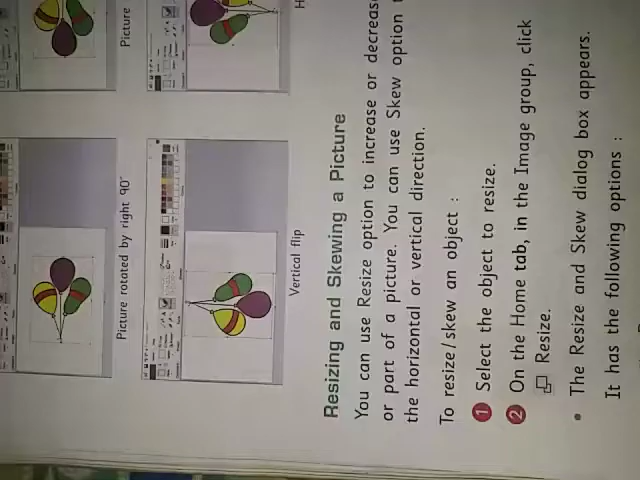 Picture
H
Picture rotated by right 90°
Vertical flip
Resizing and Skewing a Picture
You can use Resize option to increase or decrease
or part of a picture. You can use Skew option
the horizontal or vertical direction.
To resize/skew an object :
1 Select the object to resize.
2 On the Home tab, in the Image group, click
Resize.
• The Resize and Skew dialog box appears.
It has the following options :